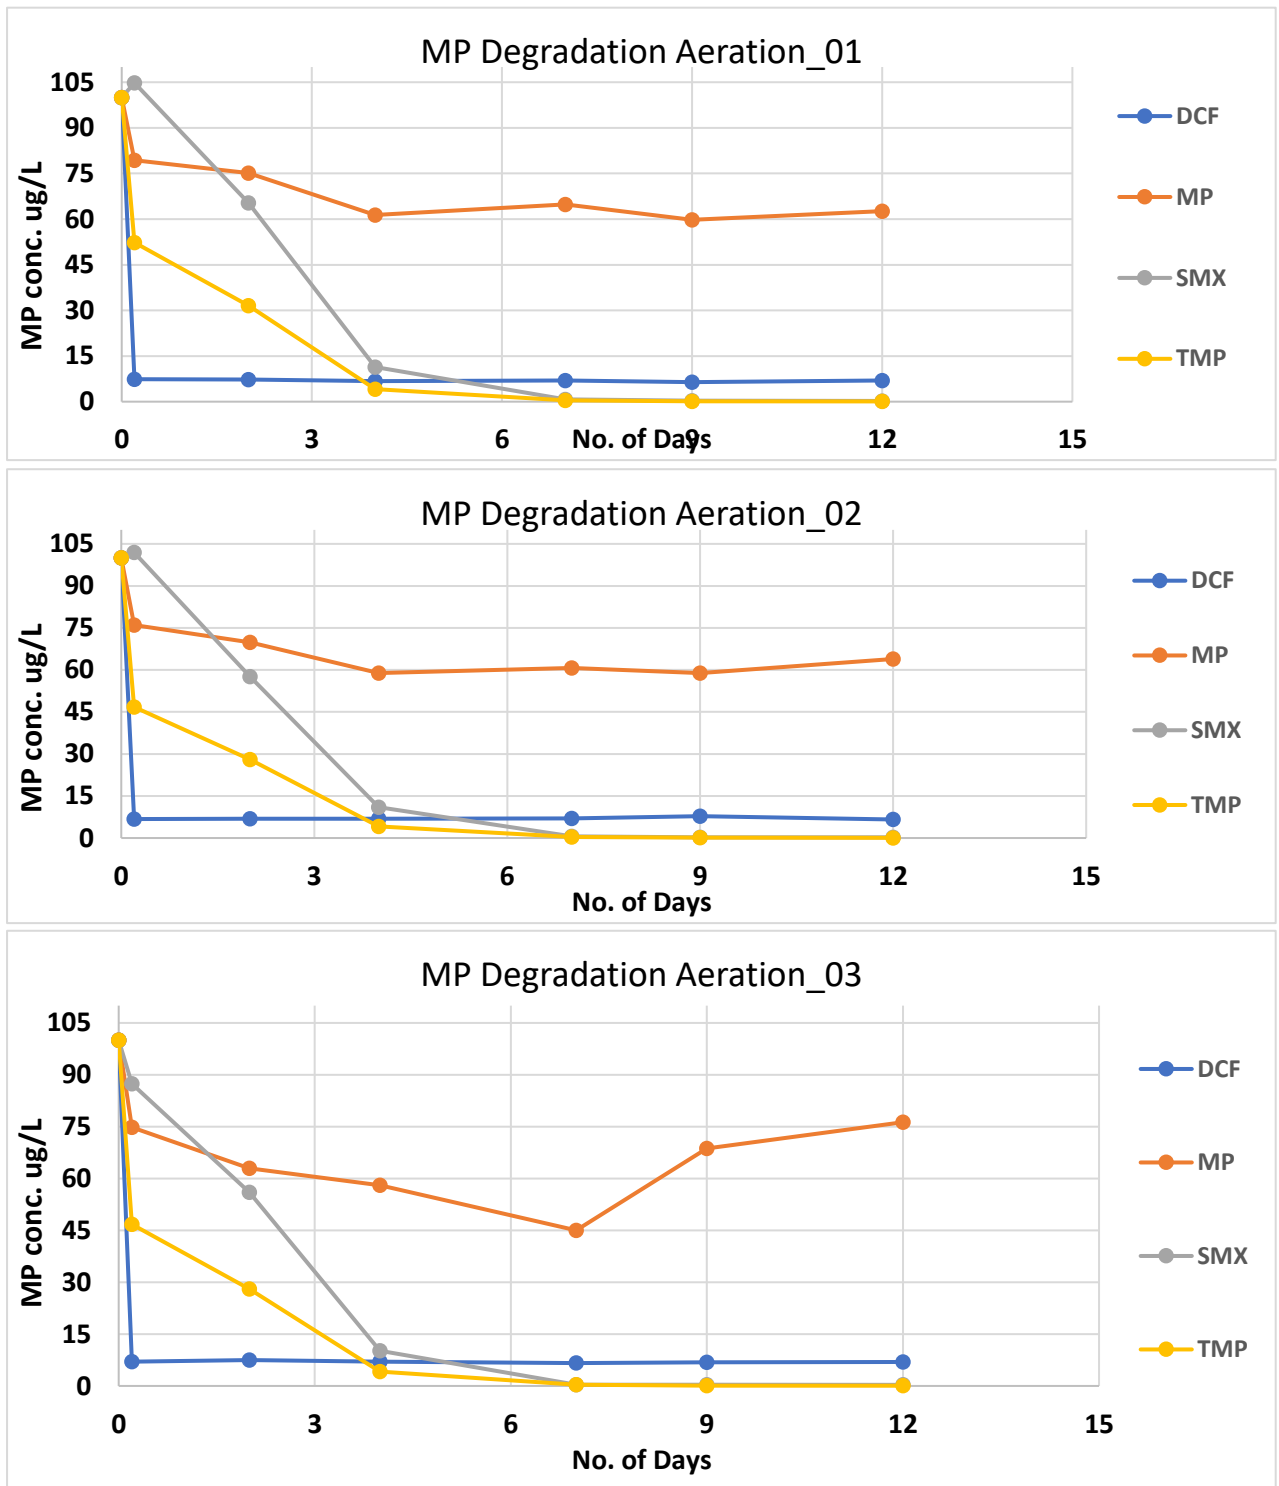 MP Degradation Aeration_01
105
90
75
60
45
30
15
0
MP conc. ug/L
0 3 6 9 12 15
No. of Days
DCF
MP
SMX
TMP
MP Degradation Aeration_02
105
90
75
60
45
30
15
0
MP conc. ug/L
0 3 6 9 12 15
No. of Days
DCF
MP
SMX
TMP
MP Degradation Aeration_03
105
90
75
60
45
30
15
0
MP conc. ug/L
0 3 6 9 12 15
No. of Days
DCF
MP
SMX
TMP